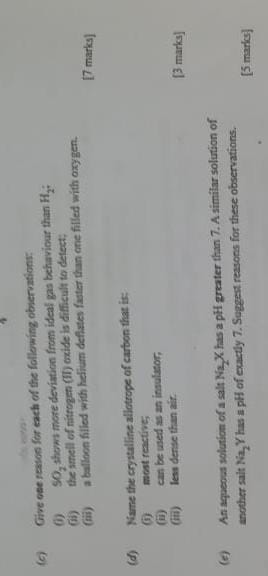 (c) Give one reason for each of the following observations:
(i) SO₂ shows more deviation from ideal gas behaviour than H₂;
(ii) the smell of nitrogen (II) oxide is difficult to detect;
(iii) a balloon filled with helium deflates faster than one filled with oxygen.
[7 marks]
(d) Name the crystalline allotrope of carbon that is:
(i) most reactive;
(ii) can be used as an insulator;
(iii) less dense than air.
[3 marks]
(e) An aqueous solution of a salt Na₂X has a pH greater than 7. A similar solution of
another salt Na₂Y has a pH of exactly 7. Suggest reasons for these observations.
[5 marks]